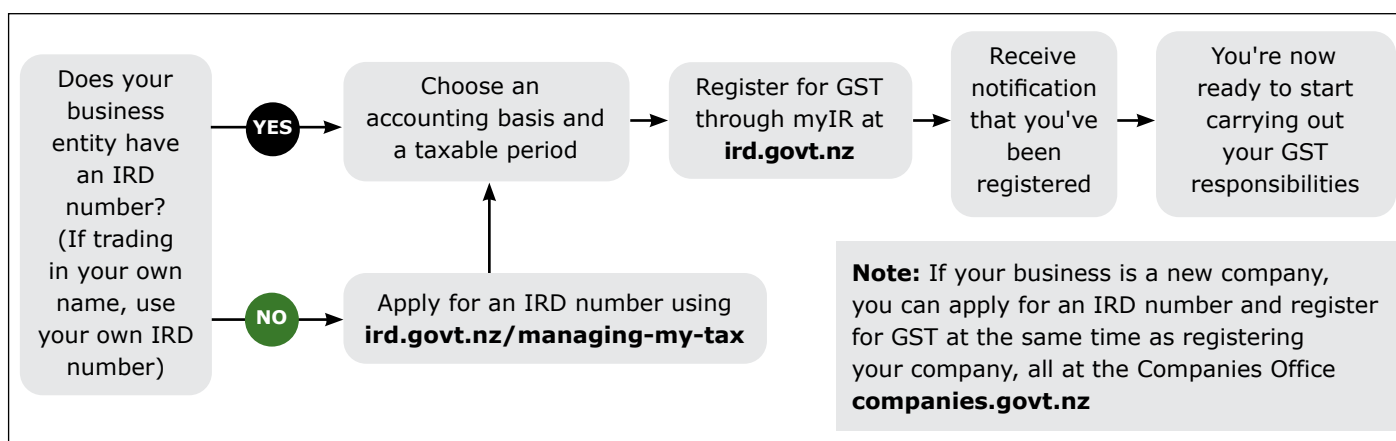 Does your
business
entity have
an IRD
number?
(If trading
in your own
name, use
your own IRD
number)
YES
Choose an
accounting basis and
a taxable period
Register for GST
through myIR at
ird.govt.nz
Receive
notification
that you've
been
registered
You're now
ready to start
carrying out
your GST
responsibilities
NO
Apply for an IRD number using
ird.govt.nz/managing-my-tax
Note: If your business is a new company,
you can apply for an IRD number and register
for GST at the same time as registering
your company, all at the Companies Office
companies.govt.nz